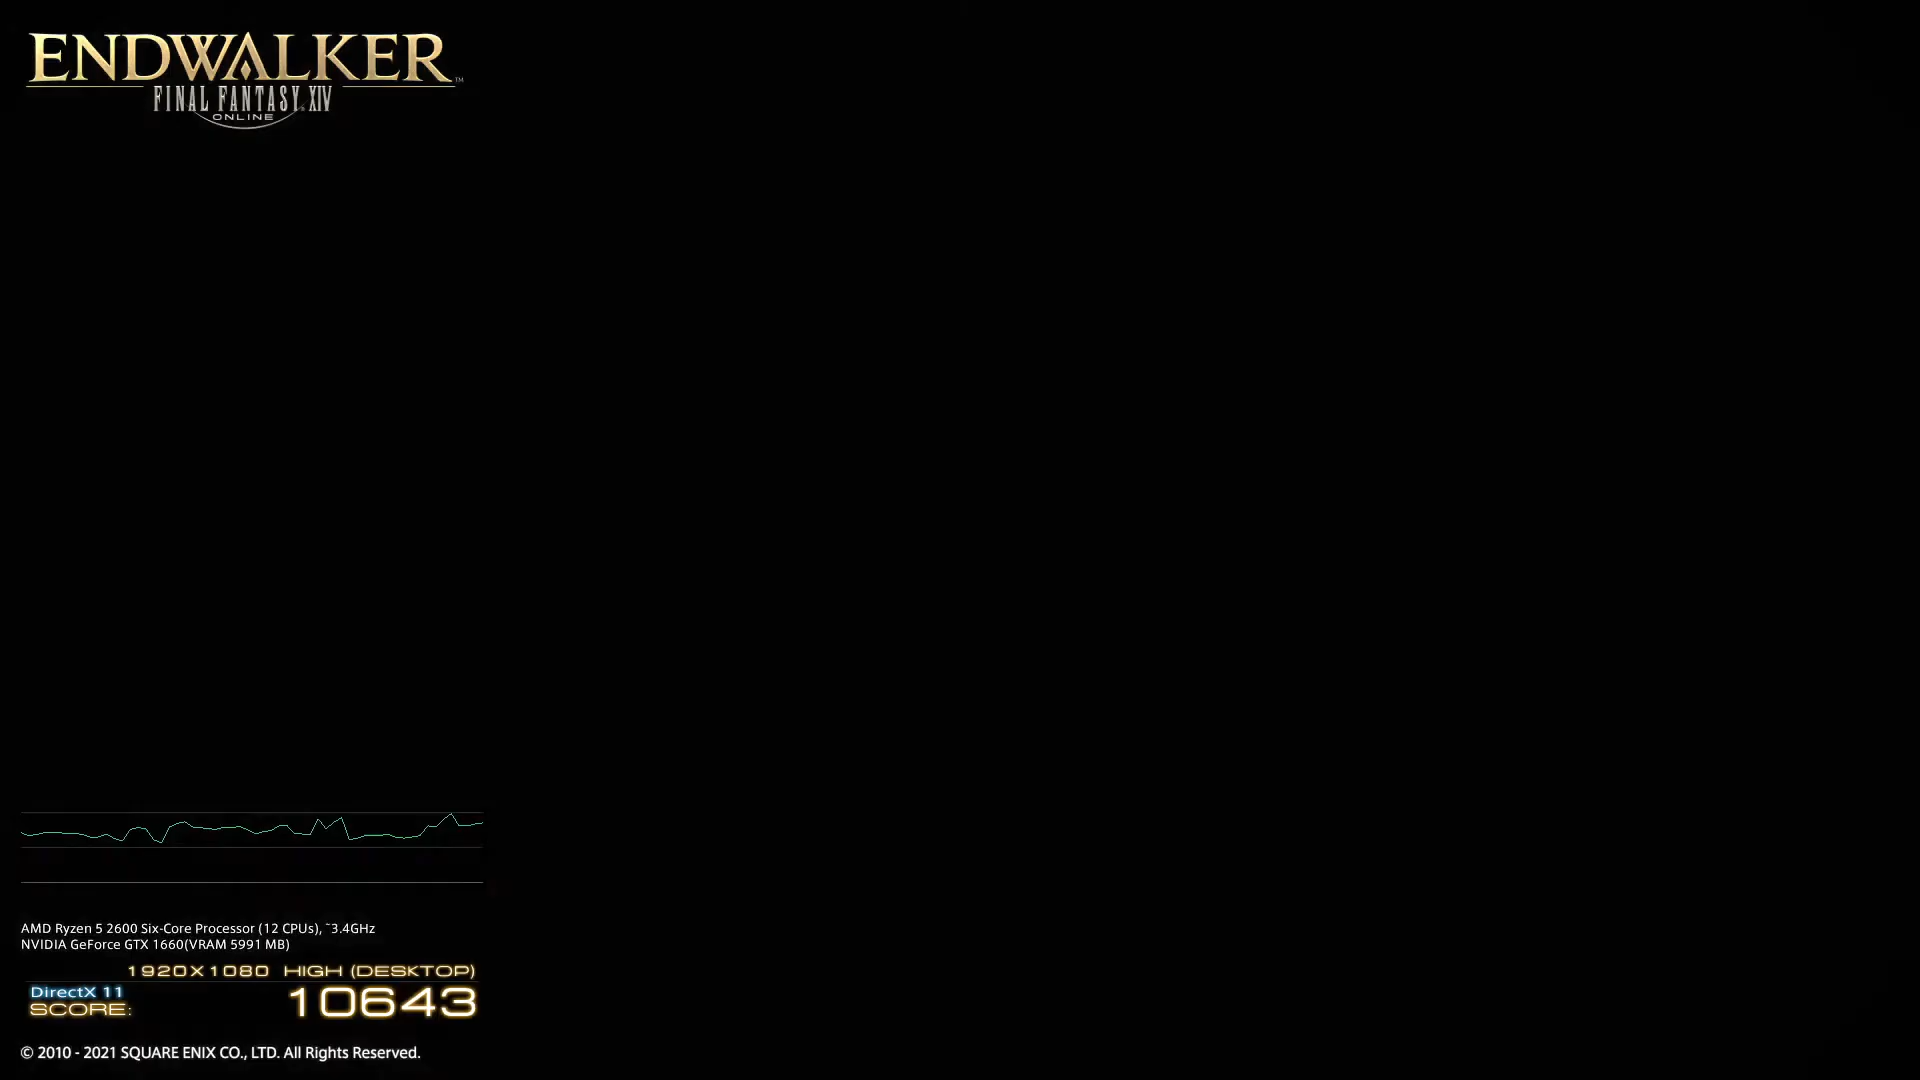 ENDWALKER™
FINAL FANTASY XIV
ONLINE
AMD Ryzen 5 2600 Six-Core Processor (12 CPUs), ~3.4GHz
NVIDIA GeForce GTX 1660(VRAM 5991 MB)
1920X1080 HIGH (DESKTOP)
DirectX 11
SCORE: 10643
© 2010 - 2021 SQUARE ENIX CO., LTD. All Rights Reserved.